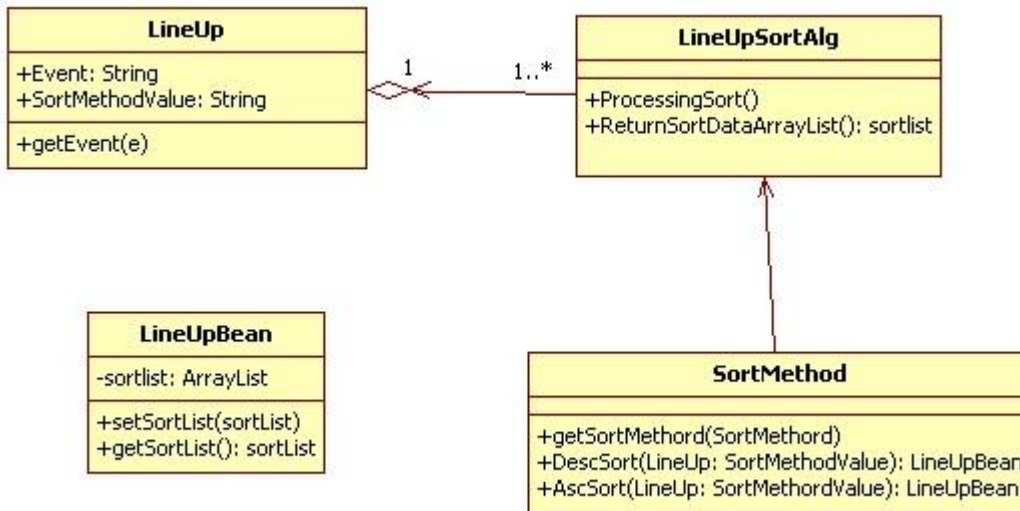 LineUp
+Event: String
+SortMethodValue: String
+getEvent(e)
1
1..*
LineUpSortAlg
+ProcessingSort()
+ReturnSortDataArrayList(): sortlist
LineUpBean
-sortlist: ArrayList
+setSortList(sortList)
+getSortList(): sortList
SortMethod
+getSortMethord(SortMethord)
+DescSort(LineUp: SortMethodValue): LineUpBean
+AscSort(LineUp: SortMethordValue): LineUpBean